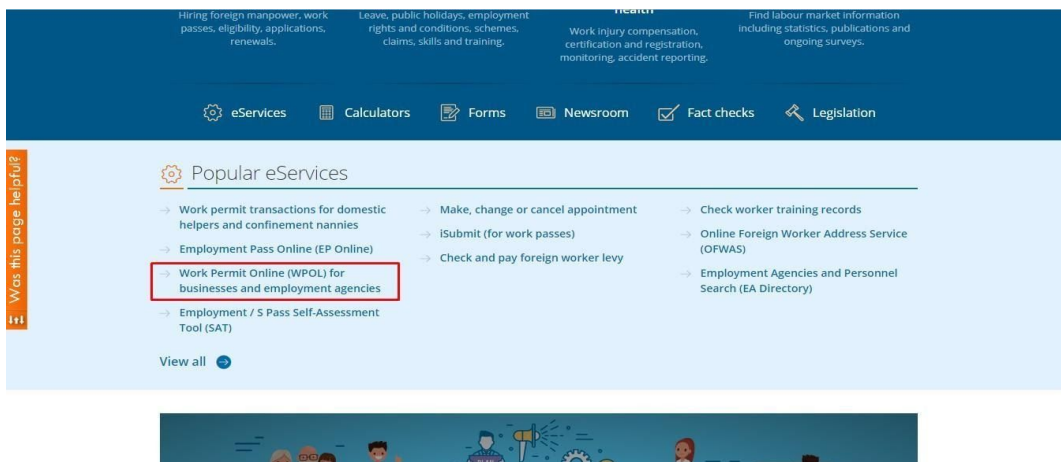 Hiring foreign manpower, work
passes, eligibility, applications,
renewals.
Leave, public holidays, employment
rights and conditions, schemes,
claims, skills and training.
health
Work injury compensation,
certification and registration,
monitoring, accident reporting.
Find labour market information
including statistics, publications and
ongoing surveys.
eServices
Calculators
Forms
Newsroom
Fact checks
Legislation
Was this page helpful?
Popular eServices
Work permit transactions for domestic
helpers and confinement nannies
Employment Pass Online (EP Online)
Work Permit Online (WPOL) for
businesses and employment agencies
Employment / S Pass Self-Assessment
Tool (SAT)
Make, change or cancel appointment
iSubmit (for work passes)
Check and pay foreign worker levy
Check worker training records
Online Foreign Worker Address Service
(OFWAS)
Employment Agencies and Personnel
Search (EA Directory)
View all